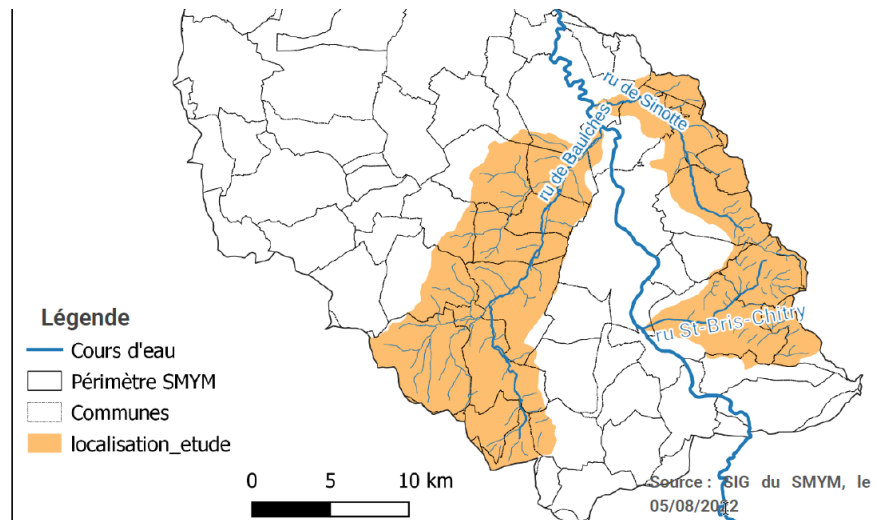 ru de Sinotte
ru de Baulches
ru St-Bris-Chitry
Légende
Cours d'eau
Périmètre SMYM
Communes
localisation_etude
0 5 10 km
Source : SIG du SMYM, le
05/08/2022